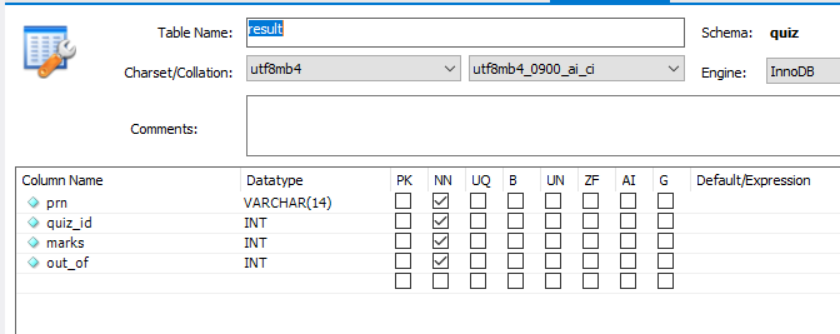 Table Name: result Schema: quiz
Charset/Collation: utf8mb4 utf8mb4_0900_ai_ci Engine: InnoDB
Comments:
Column Name Datatype PK NN UQ B UN ZF AI G Default/Expression
prn VARCHAR(14)
quiz_id INT
marks INT
out_of INT